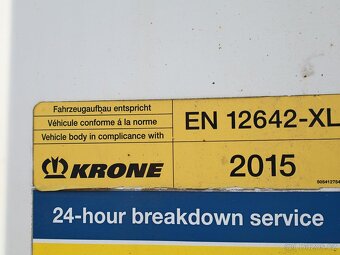 Fahrzeugaufbau entspricht
Véhicule conforme á la norme
Vehicle body in complicance with
EN 12642-XL
KRONE
2015
24-hour breakdown service